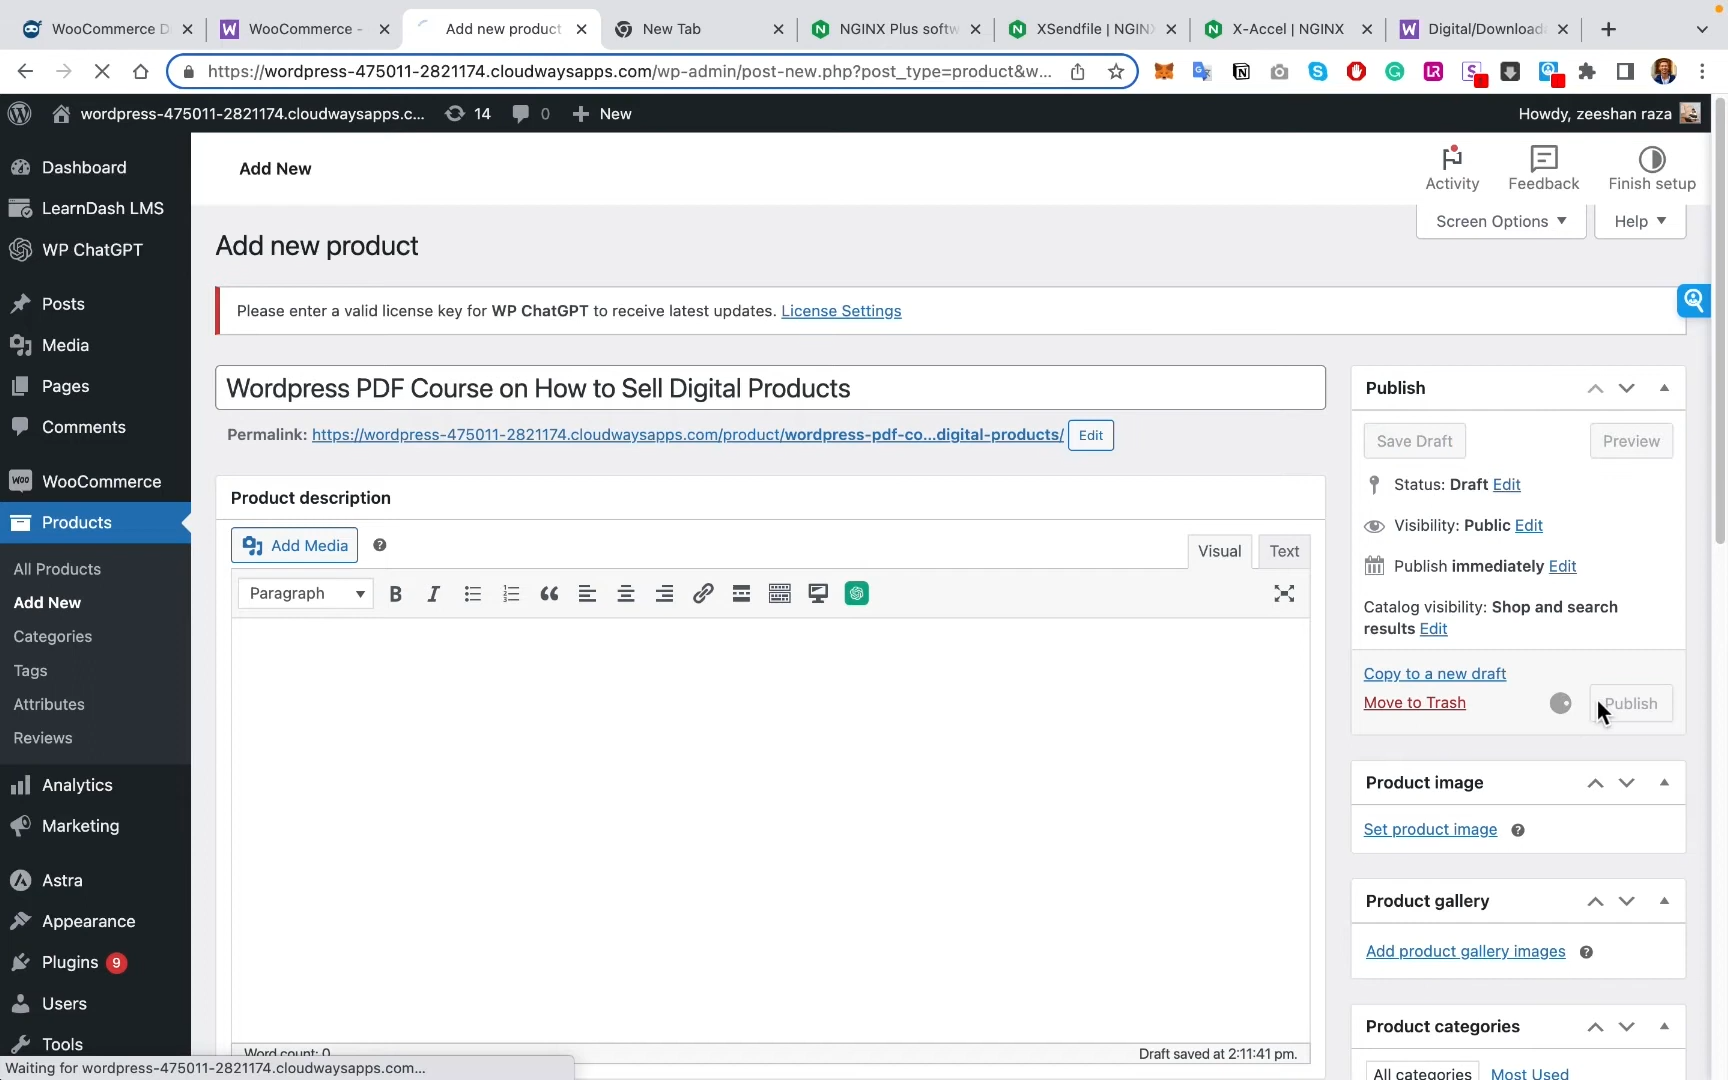 WooCommerce D
WooCommerce -
Add new product
New Tab
NGINX Plus softw
XSendfile | NGINX
X-Accel | NGINX
Digital/Download
https://wordpress-475011-2821174.cloudwaysapps.com/wp-admin/post-new.php?post_type=product&w...
wordpress-475011-2821174.cloudwaysapps.c...
14
0
New
Howdy, zeeshan raza
Dashboard
LearnDash LMS
WP ChatGPT
Posts
Media
Pages
Comments
WooCommerce
Products
All Products
Add New
Categories
Tags
Attributes
Reviews
Analytics
Marketing
Astra
Appearance
Plugins 9
Users
Tools
Add New
Activity
Feedback
Finish setup
Screen Options
Help
Add new product
Please enter a valid license key for WP ChatGPT to receive latest updates. License Settings
Wordpress PDF Course on How to Sell Digital Products
Permalink: https://wordpress-475011-2821174.cloudwaysapps.com/product/wordpress-pdf-co...digital-products/ Edit
Product description
Add Media
Visual
Text
Paragraph
Word count: 0
Draft saved at 2:11:41 pm.
Publish
Save Draft
Preview
Status: Draft Edit
Visibility: Public Edit
Publish immediately Edit
Catalog visibility: Shop and search
results Edit
Copy to a new draft
Move to Trash
Publish
Product image
Set product image
Product gallery
Add product gallery images
Product categories
All categories
Most Used
Waiting for wordpress-475011-2821174.cloudwaysapps.com...